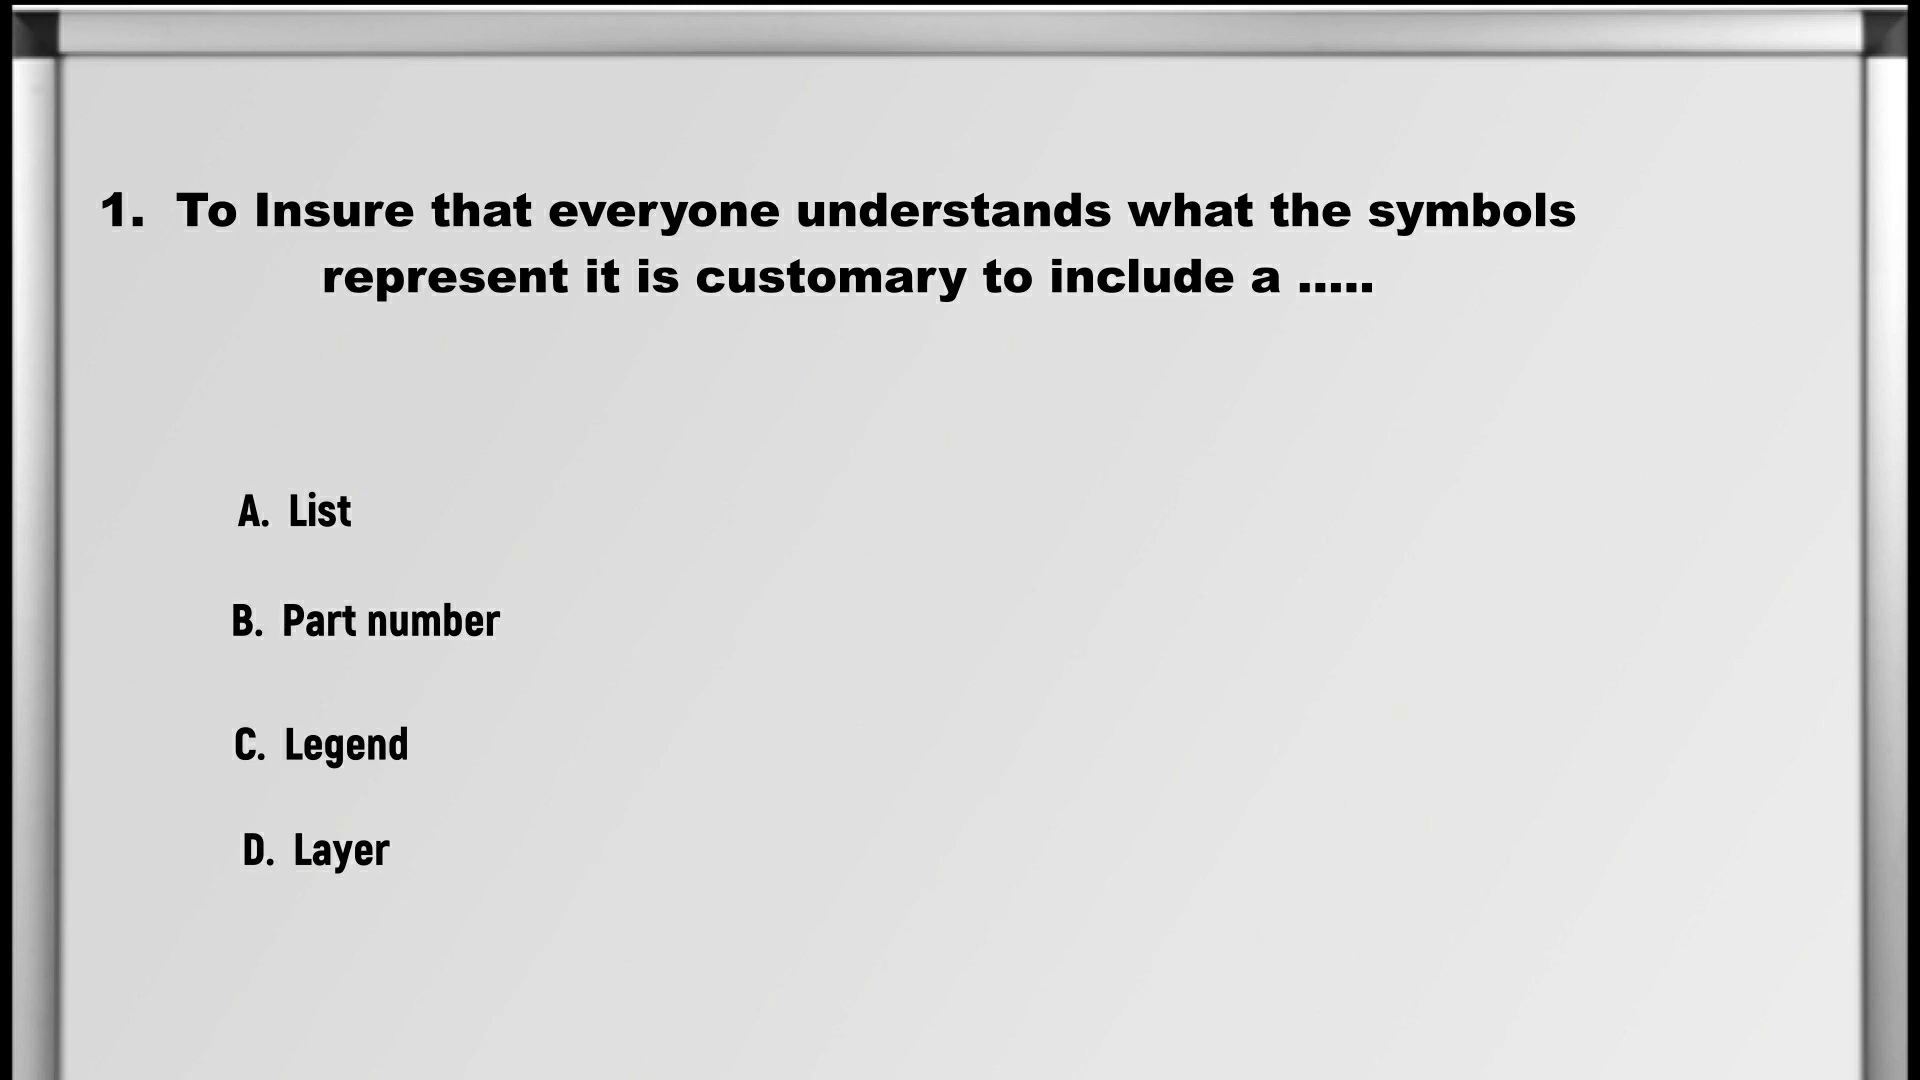 1. To Insure that everyone understands what the symbols
represent it is customary to include a .....
A. List
B. Part number
C. Legend
D. Layer